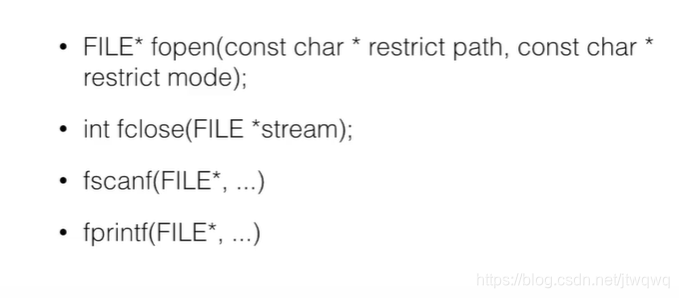 • FILE* fopen(const char * restrict path, const char *
restrict mode);
• int fclose(FILE *stream);
• fscanf(FILE*, ...)
• fprintf(FILE*, ...)
https://blog.csdn.net/jtwqwq